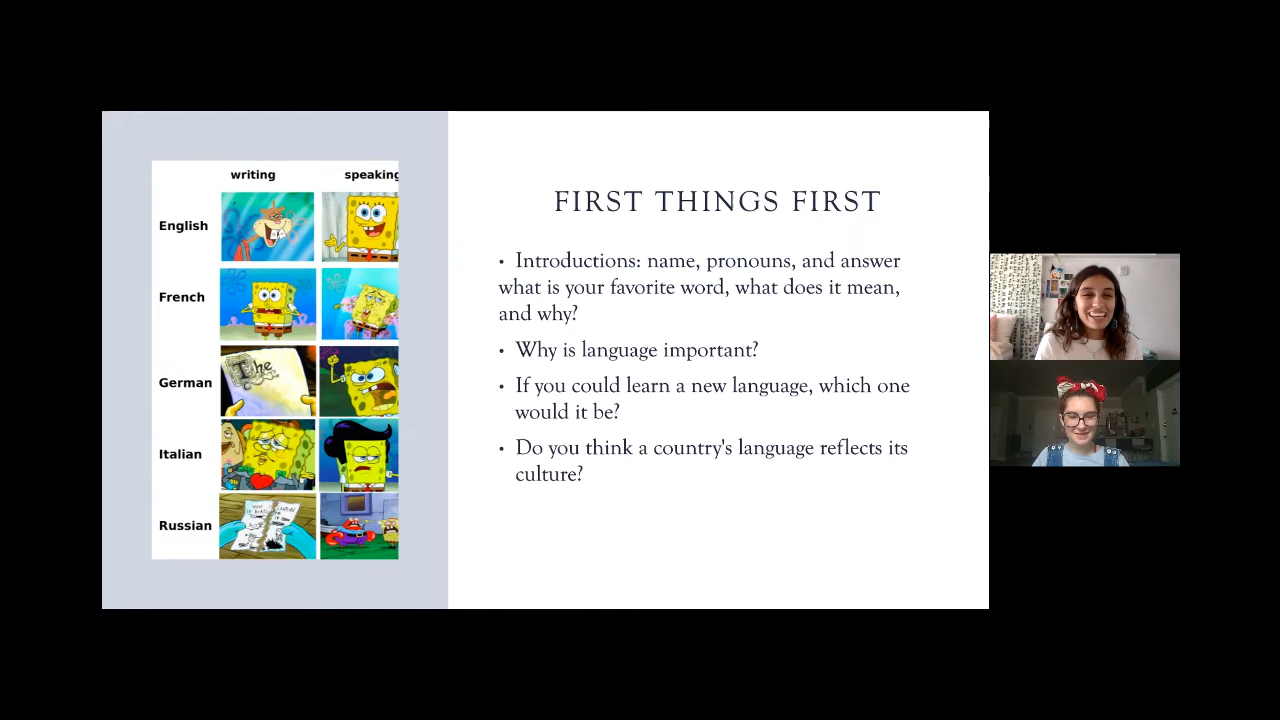 writing speaking
English
French
German
The
Italian
Russian
FIRST THINGS FIRST
• Introductions: name, pronouns, and answer
what is your favorite word, what does it mean,
and why?
• Why is language important?
• If you could learn a new language, which one
would it be?
• Do you think a country's language reflects its
culture?